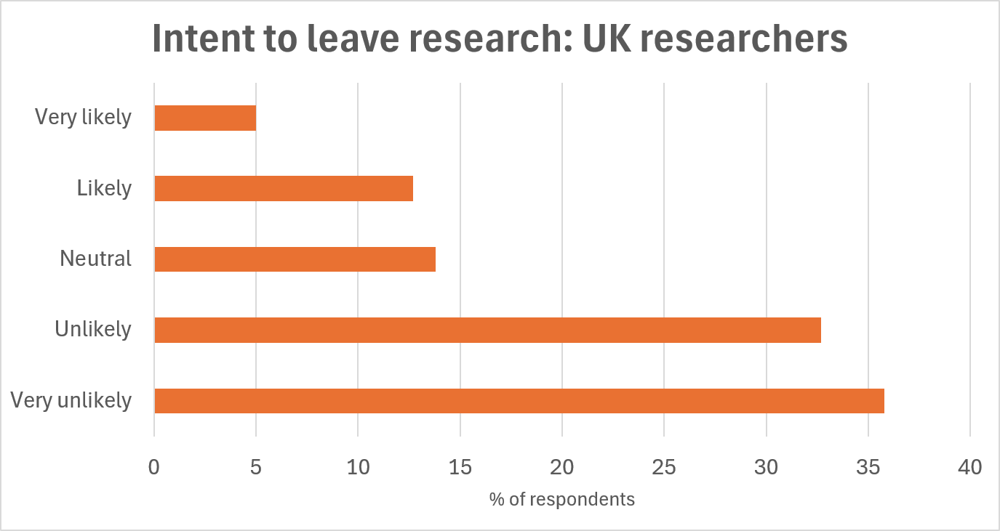 Intent to leave research: UK researchers
Very likely
Likely
Neutral
Unlikely
Very unlikely
0 5 10 15 20 25 30 35 40
% of respondents